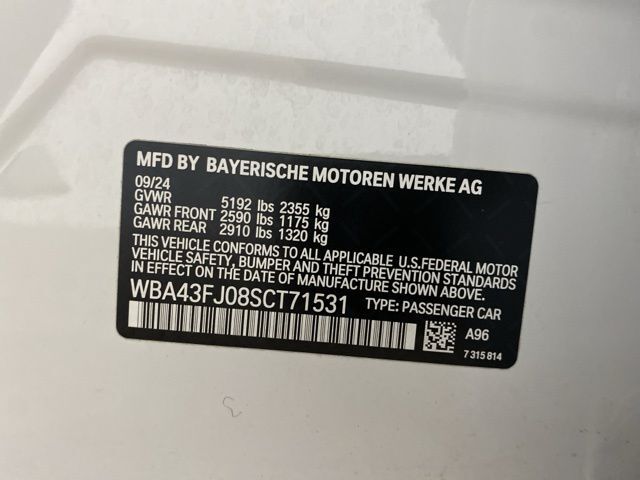 MFD BY BAYERISCHE MOTOREN WERKE AG
09/24
GVWR 5192 lbs 2355 kg
GAWR FRONT 2590 lbs 1175 kg
GAWR REAR 2910 lbs 1320 kg
THIS VEHICLE CONFORMS TO ALL APPLICABLE U.S.FEDERAL MOTOR
VEHICLE SAFETY, BUMPER AND THEFT PREVENTION STANDARDS
IN EFFECT ON THE DATE OF MANUFACTURE SHOWN ABOVE.
WBA43FJ08SCT71531 TYPE: PASSENGER CAR
A96
7 315 814